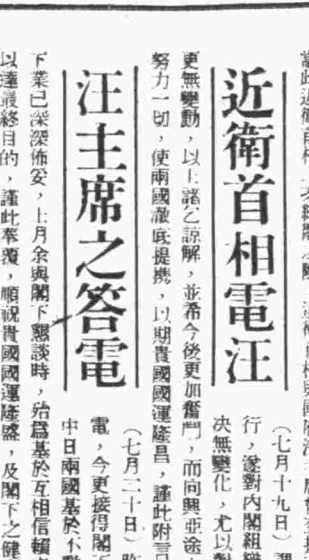 近衛首相電汪
（七月十九日）
行，遂對內閣組織
決無變化，尤以對
更無變動，以上諸乞諒解，並希今後更加奮鬥，而向興亞途
努力一切，使兩國徹底提攜，以期貴國國運隆昌，謹此附言
汪主席之答電
（七月二十日）
電，今更接得閣
中日兩國基於不
下業已深深佈妥，上月余與閣下懇談時，殆爲基於互相信賴
以達最終目的，謹此奉覆，順祝貴國國運隆盛，及閣下之健